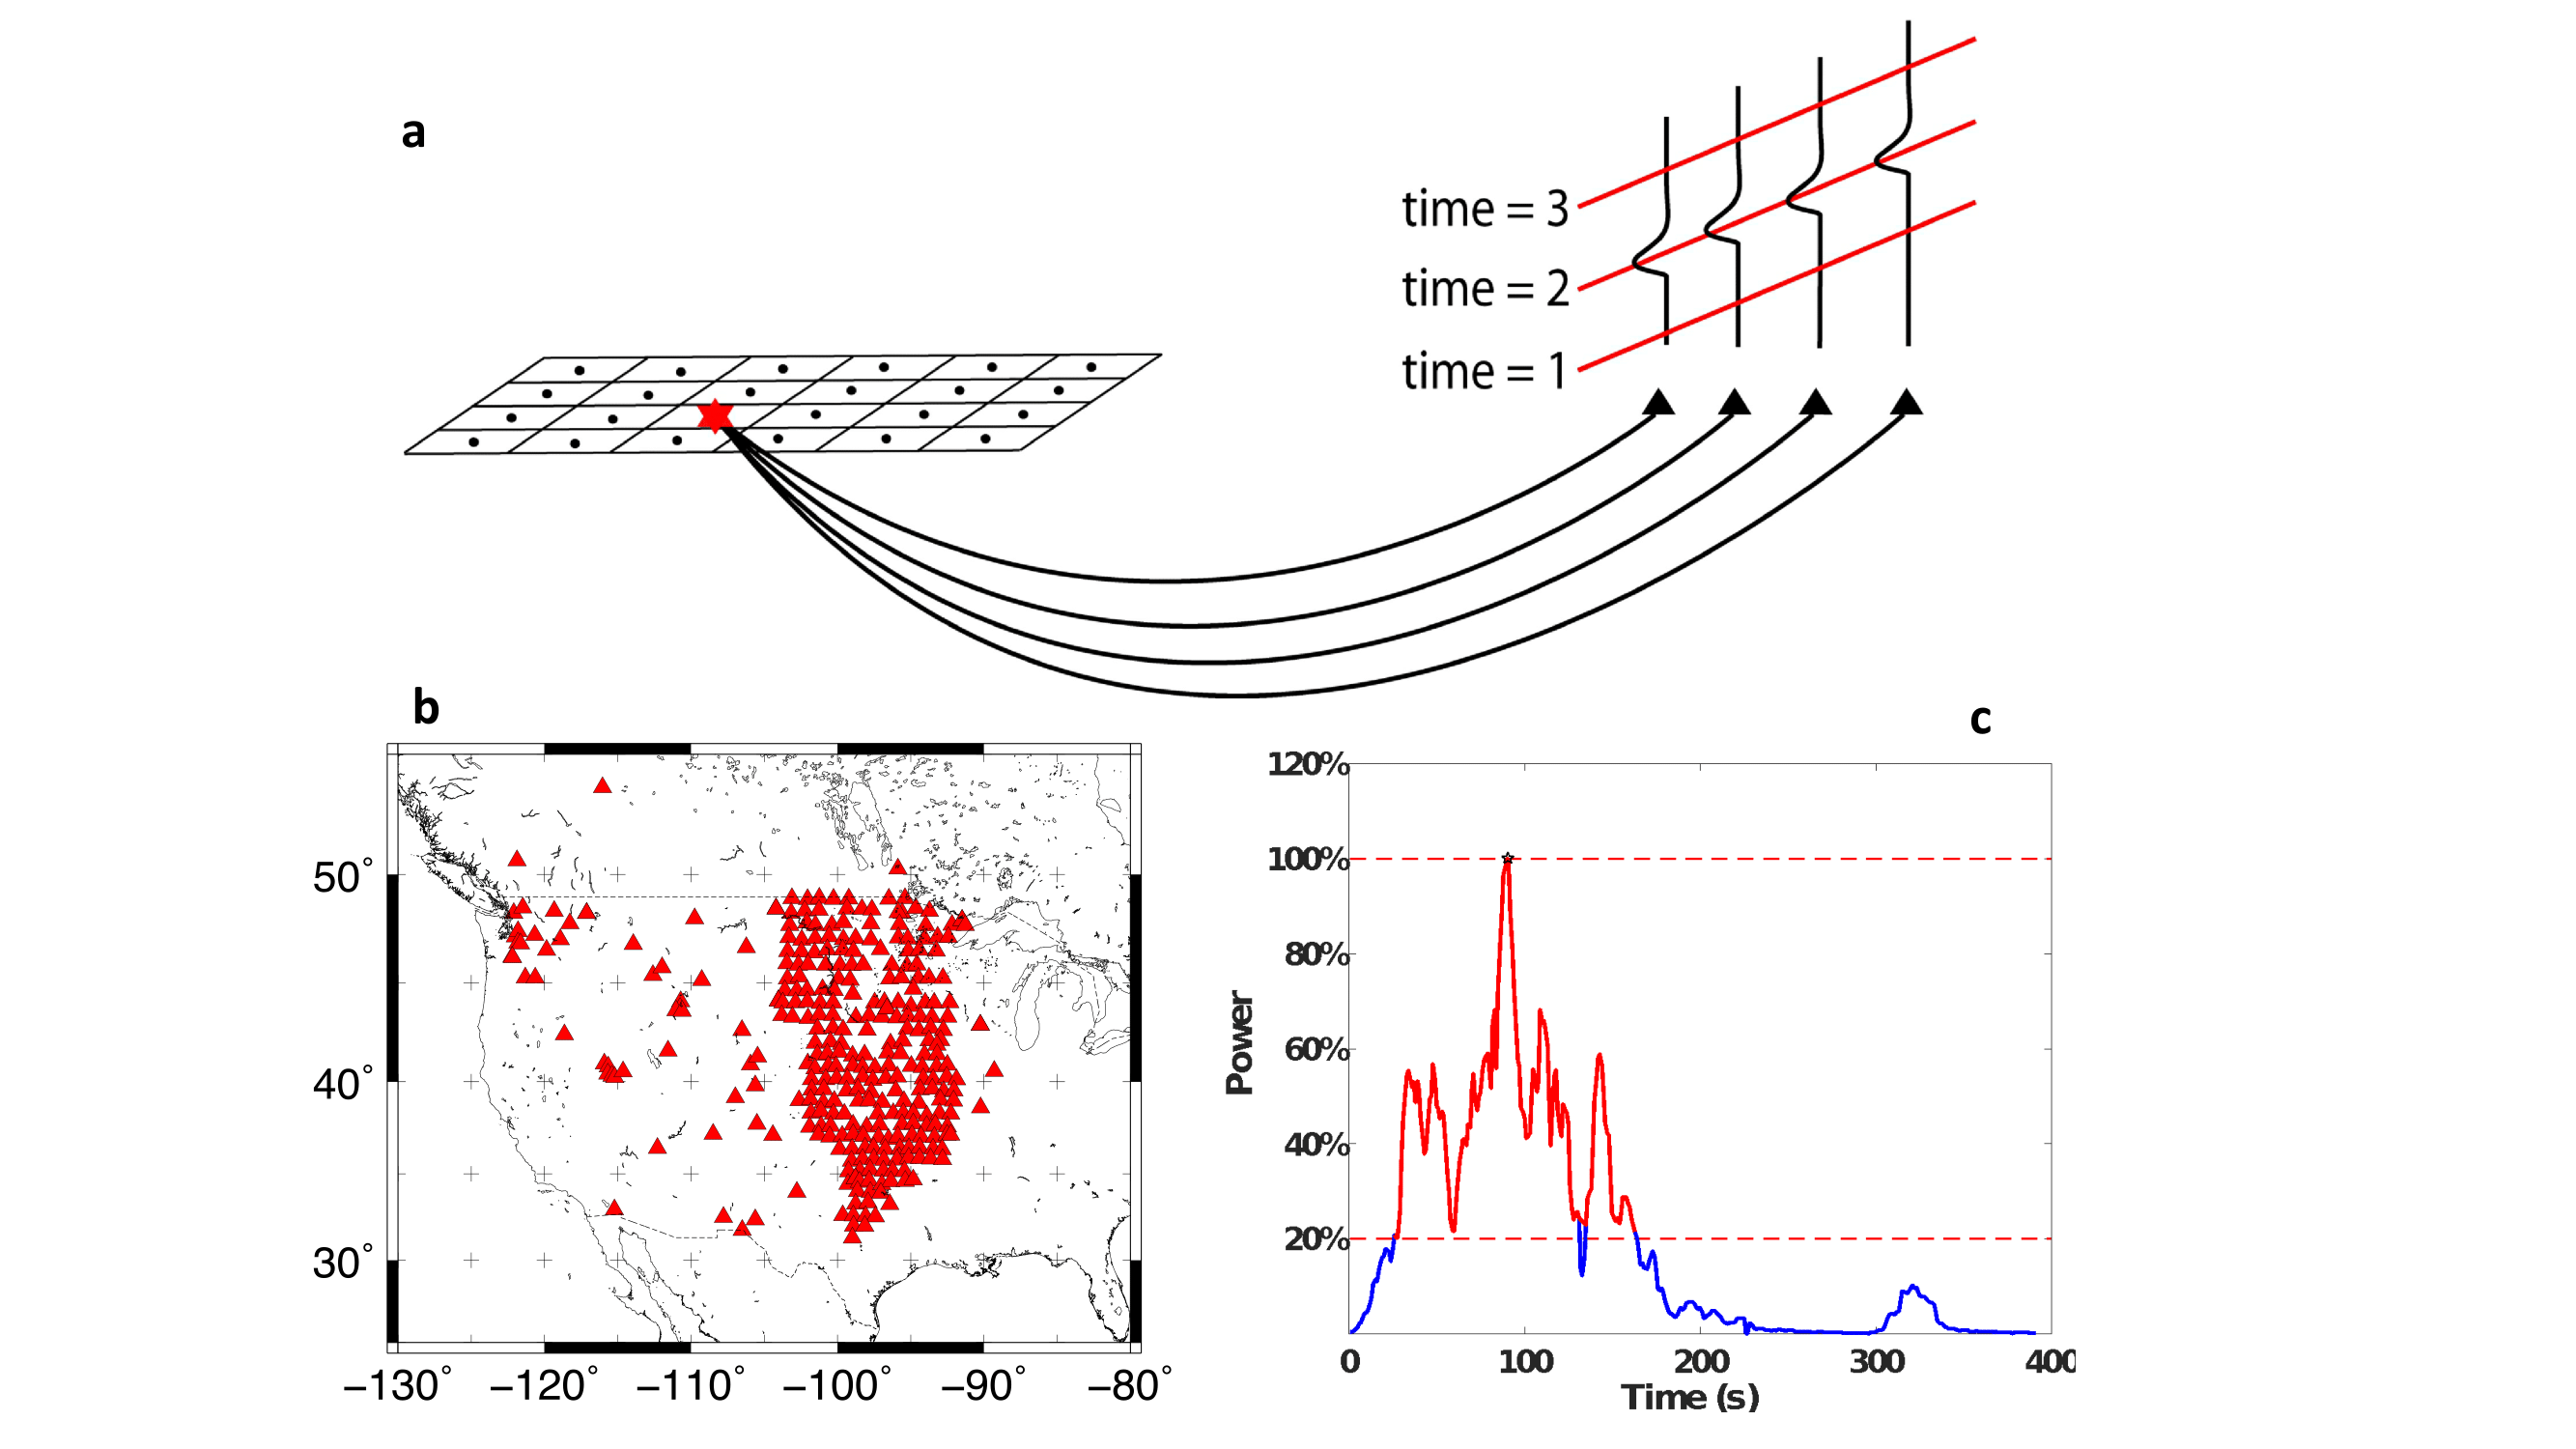 a
time = 3
time = 2
time = 1
b
50°
40°
30°
−130° −120° −110° −100° −90° −80°
c
120%
100%
80%
60%
40%
20%
Power
0 100 200 300 400
Time (s)